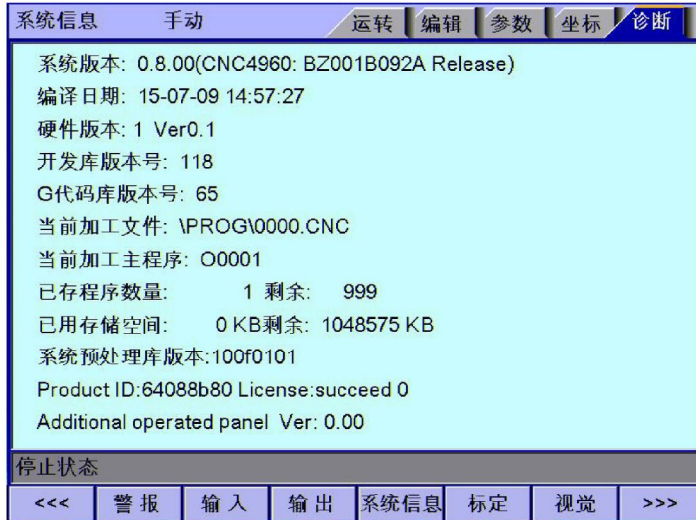 系统信息 手动 运转 编辑 参数 坐标 诊断
系统版本: 0.8.00(CNC4960: BZ001B092A Release)
编译日期: 15-07-09 14:57:27
硬件版本: 1 Ver0.1
开发库版本号: 118
G代码库版本号: 65
当前加工文件: \PROG\0000.CNC
当前加工主程序: O0001
已存程序数量: 1 剩余: 999
已用存储空间: 0 KB剩余: 1048575 KB
系统预处理库版本:100f0101
Product ID:64088b80 License:succeed 0
Additional operated panel Ver: 0.00
停止状态
<<< 警报 输入 输出 系统信息 标定 视觉 >>>